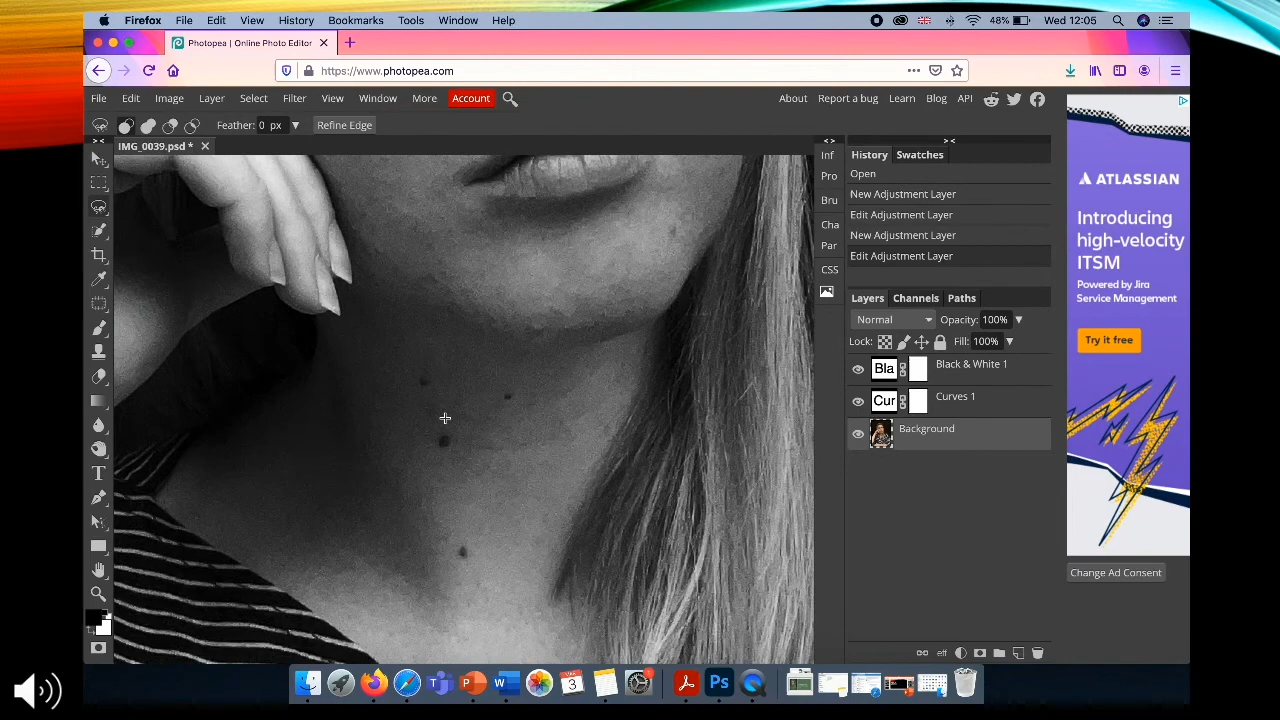 Firefox File Edit View History Bookmarks Tools Window Help 48% Wed 12:05
Photopea | Online Photo Editor
https://www.photopea.com
File Edit Image Layer Select Filter View Window More Account About Report a bug Learn Blog API
Feather: 0 px Refine Edge
IMG_0039.psd *
Inf
Pro
Bru
Cha
Par
CSS
History Swatches
Open
New Adjustment Layer
Edit Adjustment Layer
New Adjustment Layer
Edit Adjustment Layer
Layers Channels Paths
Normal Opacity: 100%
Lock: Fill: 100%
Bla Black & White 1
Cur Curves 1
Background
ATLASSIAN
Introducing
high-velocity
ITSM
Powered by Jira
Service Management
Try it free
Change Ad Consent